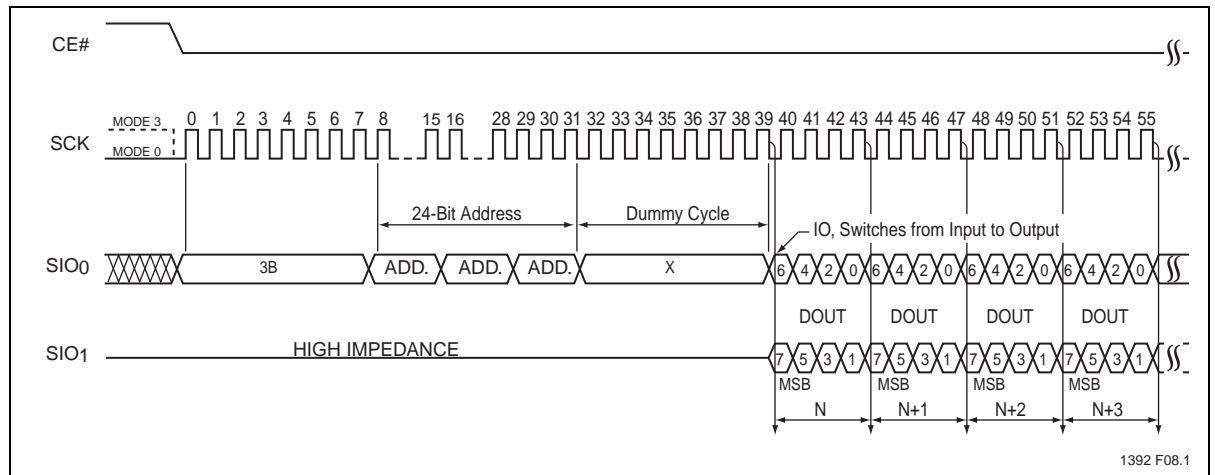 CE#
MODE 3
0 1 2 3 4 5 6 7 8 15 16 28 29 30 31 32 33 34 35 36 37 38 39 40 41 42 43 44 45 46 47 48 49 50 51 52 53 54 55
SCK
MODE 0
24-Bit Address
Dummy Cycle
IO, Switches from Input to Output
SIO0 3B ADD. ADD. ADD. X 6 4 2 0 6 4 2 0 6 4 2 0 6 4 2 0
DOUT DOUT DOUT DOUT
SIO1 HIGH IMPEDANCE 7 5 3 1 7 5 3 1 7 5 3 1 7 5 3 1
MSB MSB MSB MSB
N N+1 N+2 N+3
1392 F08.1